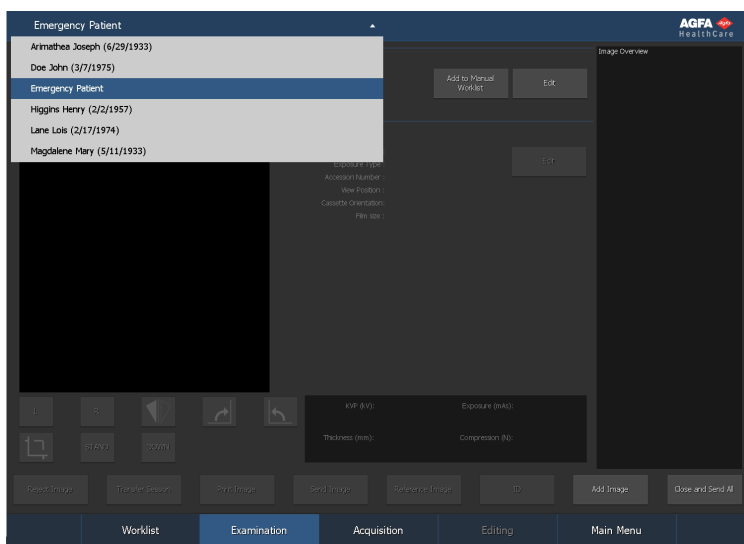 Emergency Patient
AGFA
HealthCare
Arimathea Joseph (6/29/1933)
Doe John (3/7/1975)
Emergency Patient
Higgins Henry (2/2/1957)
Lane Lois (2/17/1974)
Magdalene Mary (5/11/1933)
Add to Manual
Worklist
Edit
Image Overview
Exposure Type :
Edit
Accession Number :
View Position :
Cassette Orientation:
Film size :
L
R
STAND
DOWN
KVP (kV):
Exposure (mAs):
Thickness (mm):
Compression (N):
Reject Image
Transfer Session
Print Image
Send Image
Reference Image
ID
Add Image
Close and Send All
Worklist
Examination
Acquisition
Editing
Main Menu